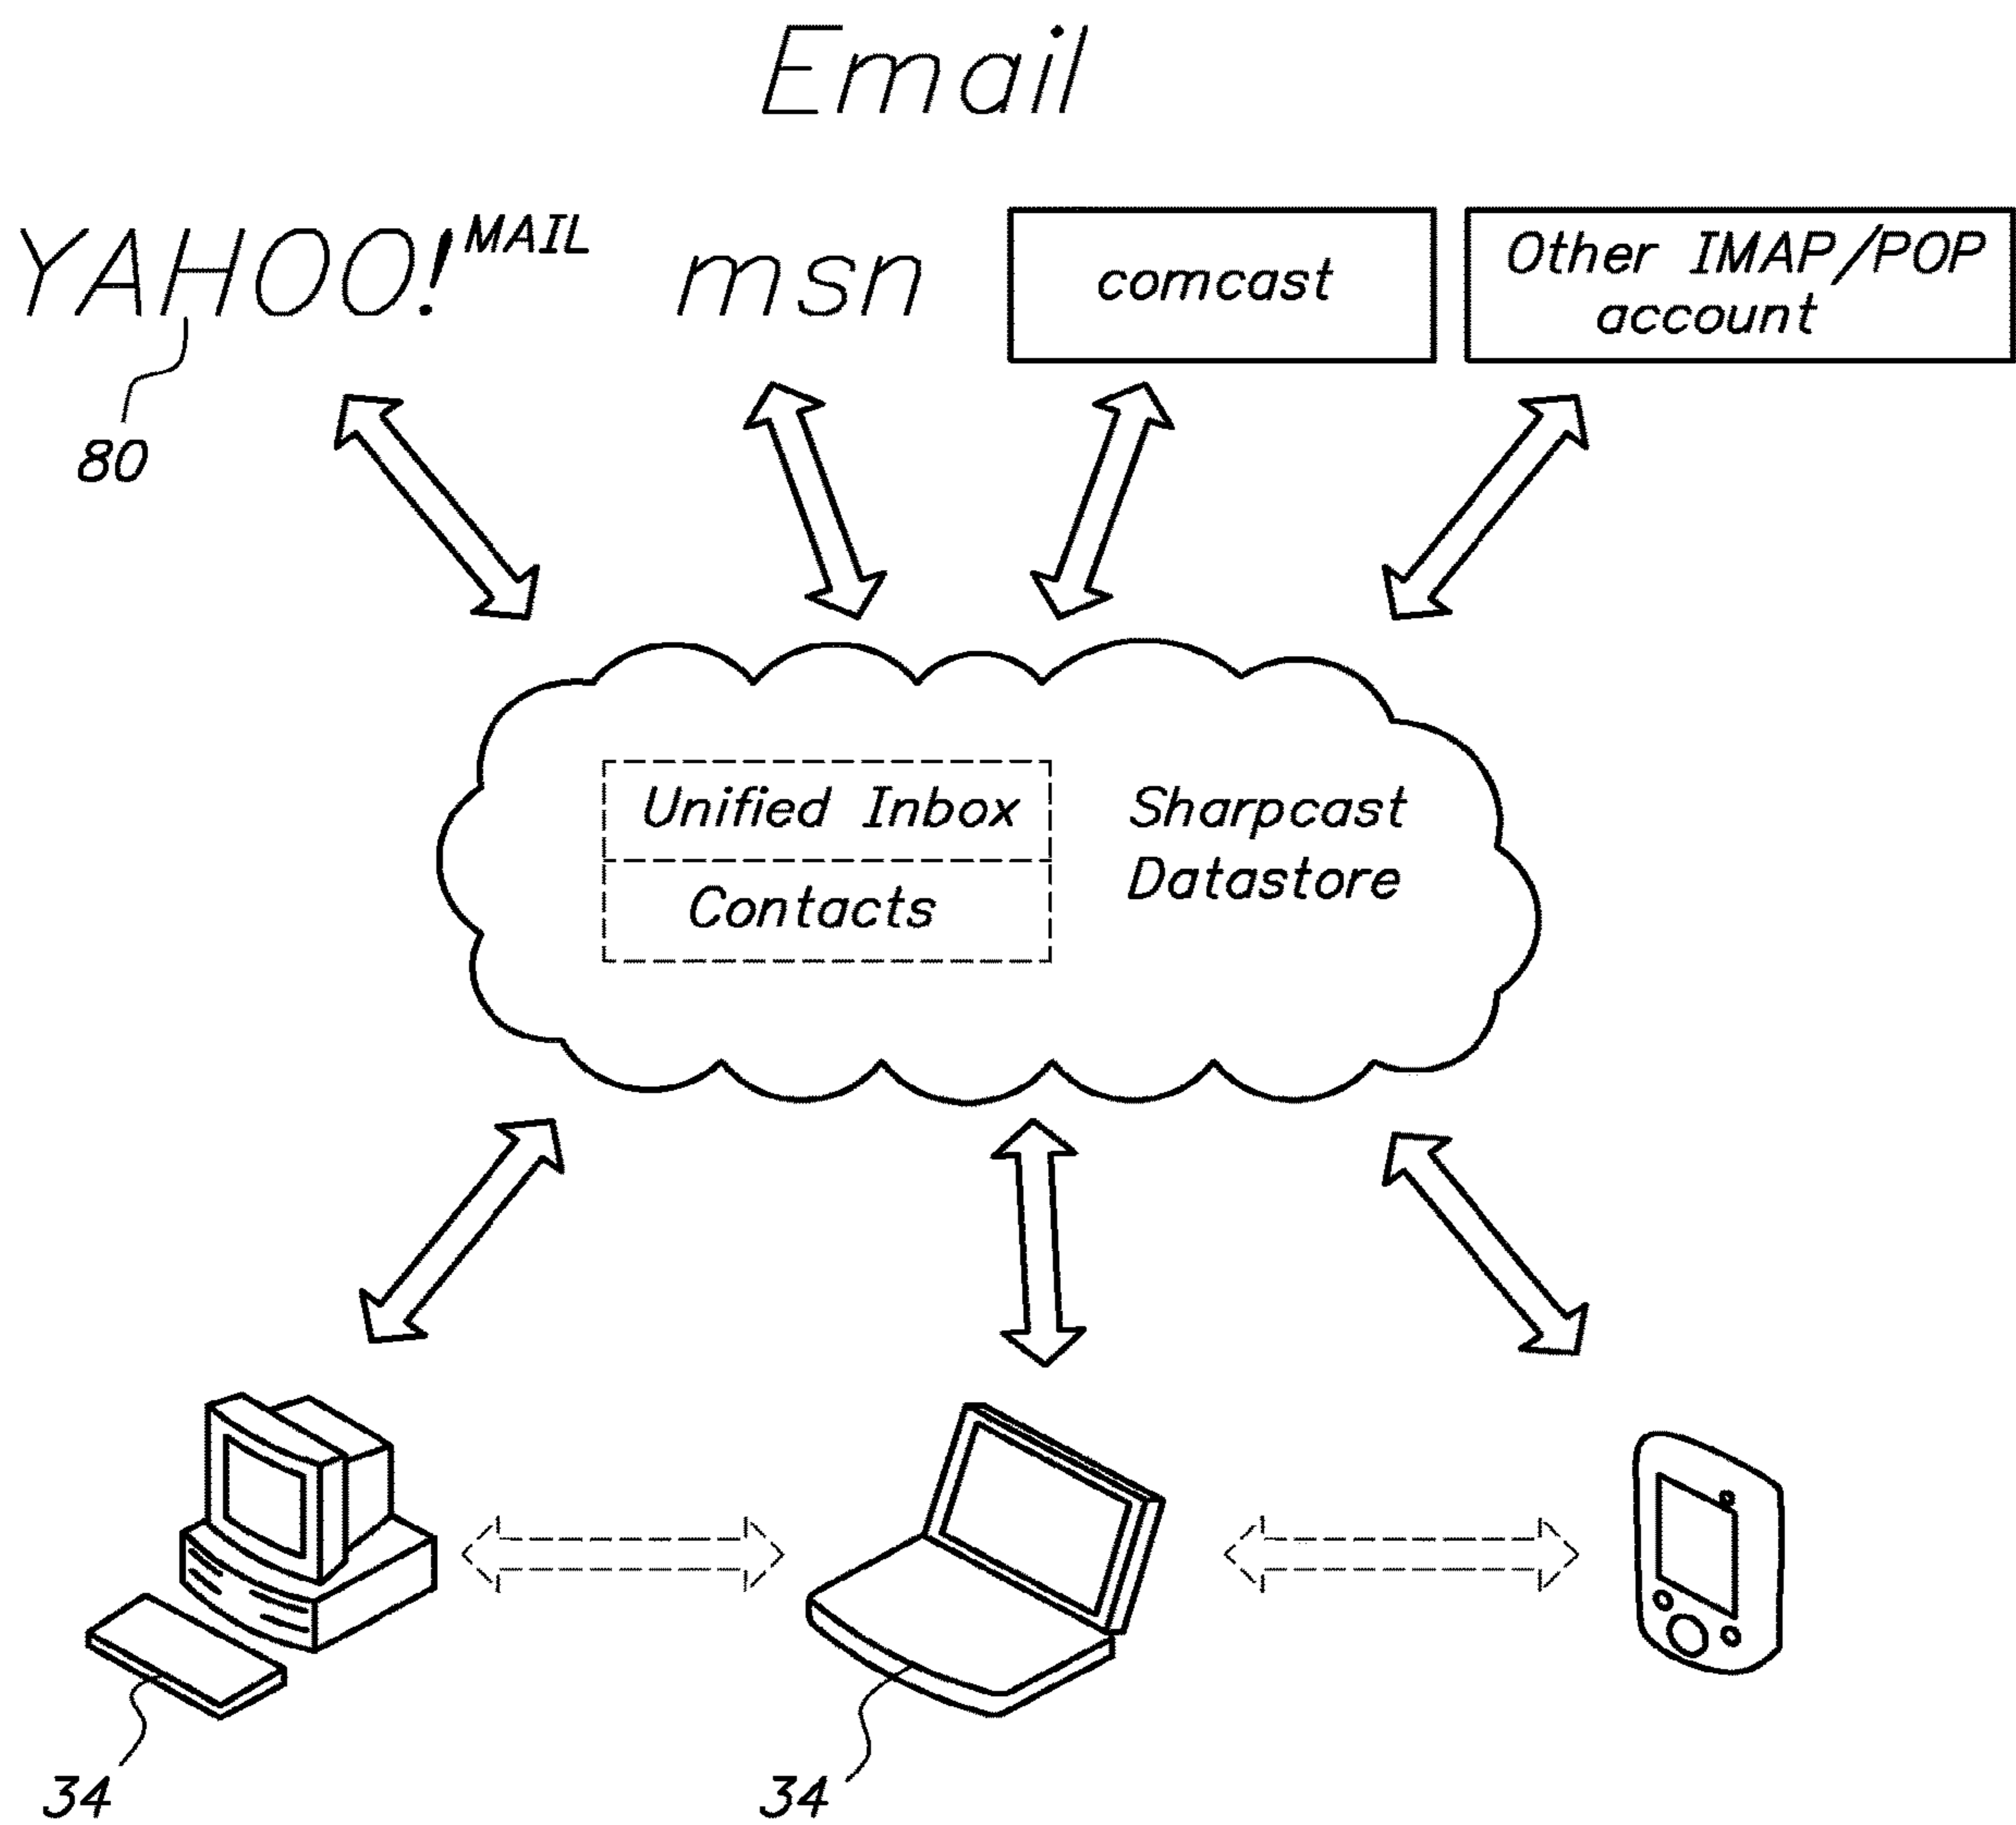 Email
YAHOO! MAIL
msn
comcast
Other IMAP/POP
account
80
Unified Inbox
Contacts
Sharpcast
Datastore
34
34